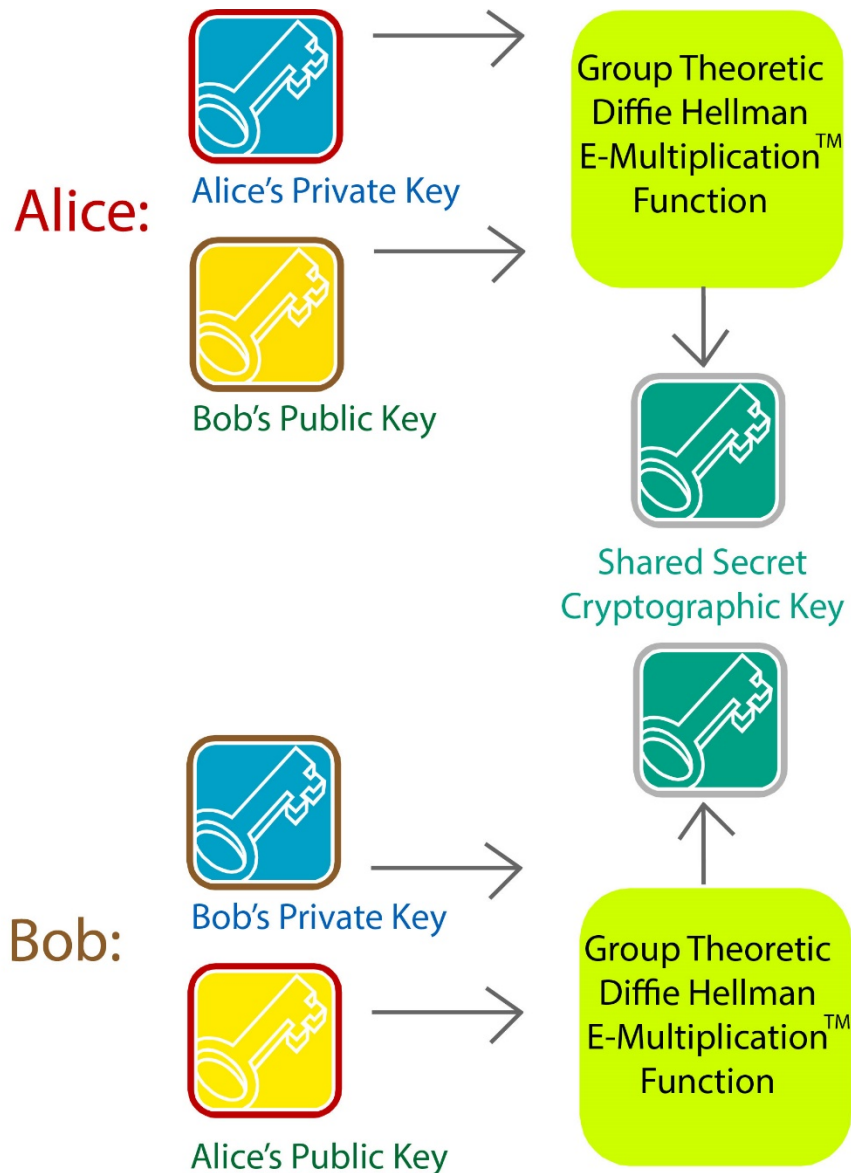 Group Theoretic
Diffie Hellman
E-Multiplication™
Function
Alice's Private Key
Alice:
Bob's Public Key
Shared Secret
Cryptographic Key
Bob's Private Key
Bob:
Group Theoretic
Diffie Hellman
E-Multiplication™
Function
Alice's Public Key